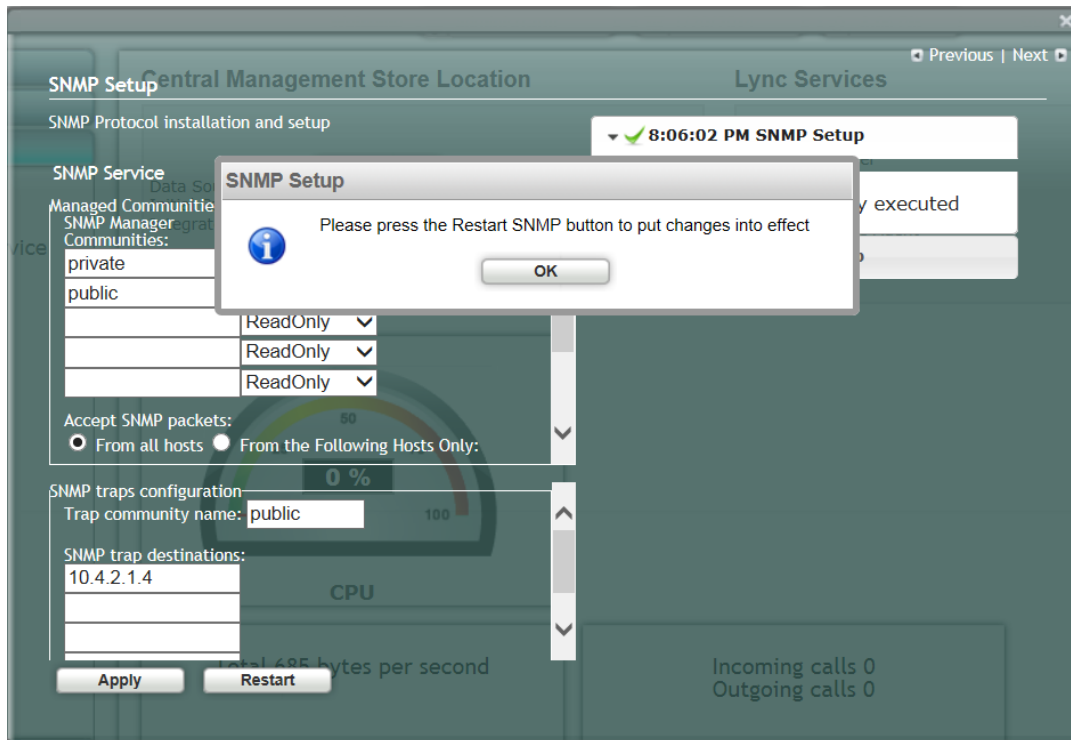 Previous | Next
SNMP Setup
Central Management Store Location
Lync Services
SNMP Protocol installation and setup
8:06:02 PM SNMP Setup
SNMP Service
SNMP Setup
Data So
Managed Communitie
y executed
SNMP Manager
Communities:
Please press the Restart SNMP button to put changes into effect
private
OK
public
ReadOnly
ReadOnly
ReadOnly
Accept SNMP packets:
50
From all hosts
From the Following Hosts Only:
0 %
SNMP traps configuration
Trap community name:
public
100
SNMP trap destinations:
10.4.2.1.4
CPU
Total 685 bytes per second
Incoming calls 0
Outgoing calls 0
Apply
Restart